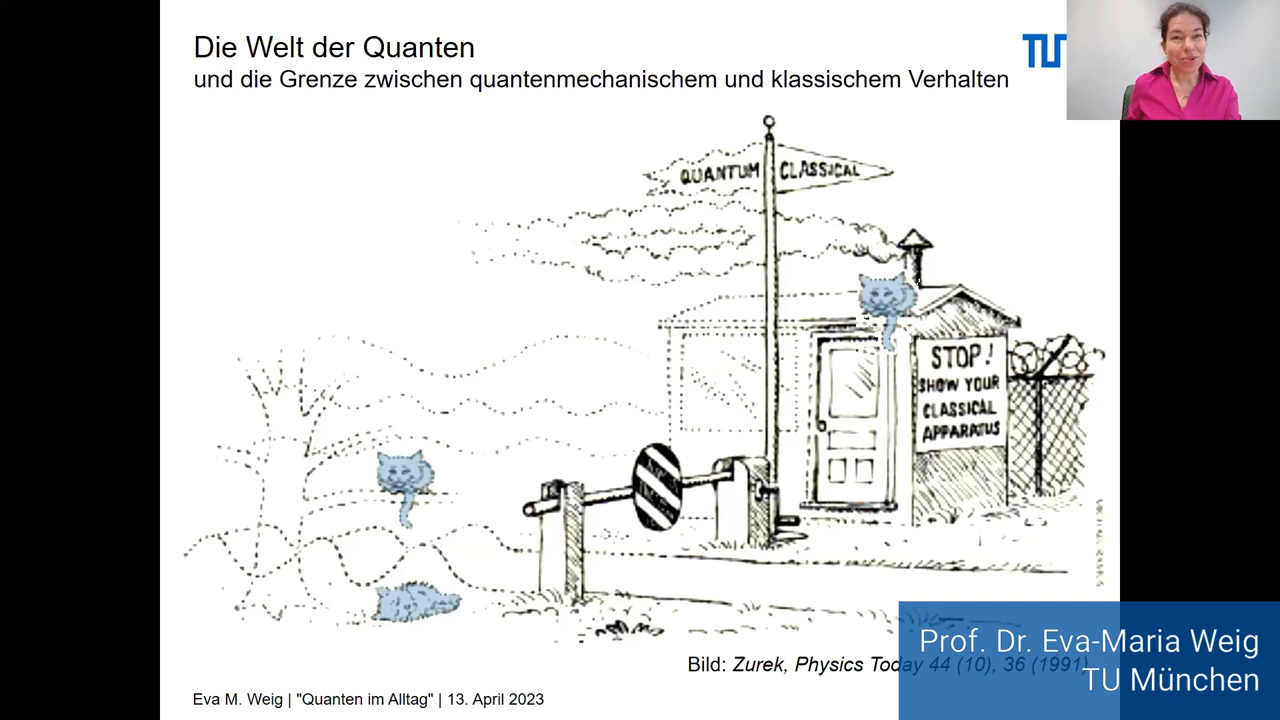 Die Welt der Quanten
und die Grenze zwischen quantenmechanischem und klassischem Verhalten
TU
QUANTUM CLASSICAL
STOP!
SHOW YOUR
CLASSICAL
APPARATUS
Prof. Dr. Eva-Maria Weig
TU München
Bild: Zurek, Physics Today 44 (10), 36 (1991)
Eva M. Weig | "Quanten im Alltag" | 13. April 2023